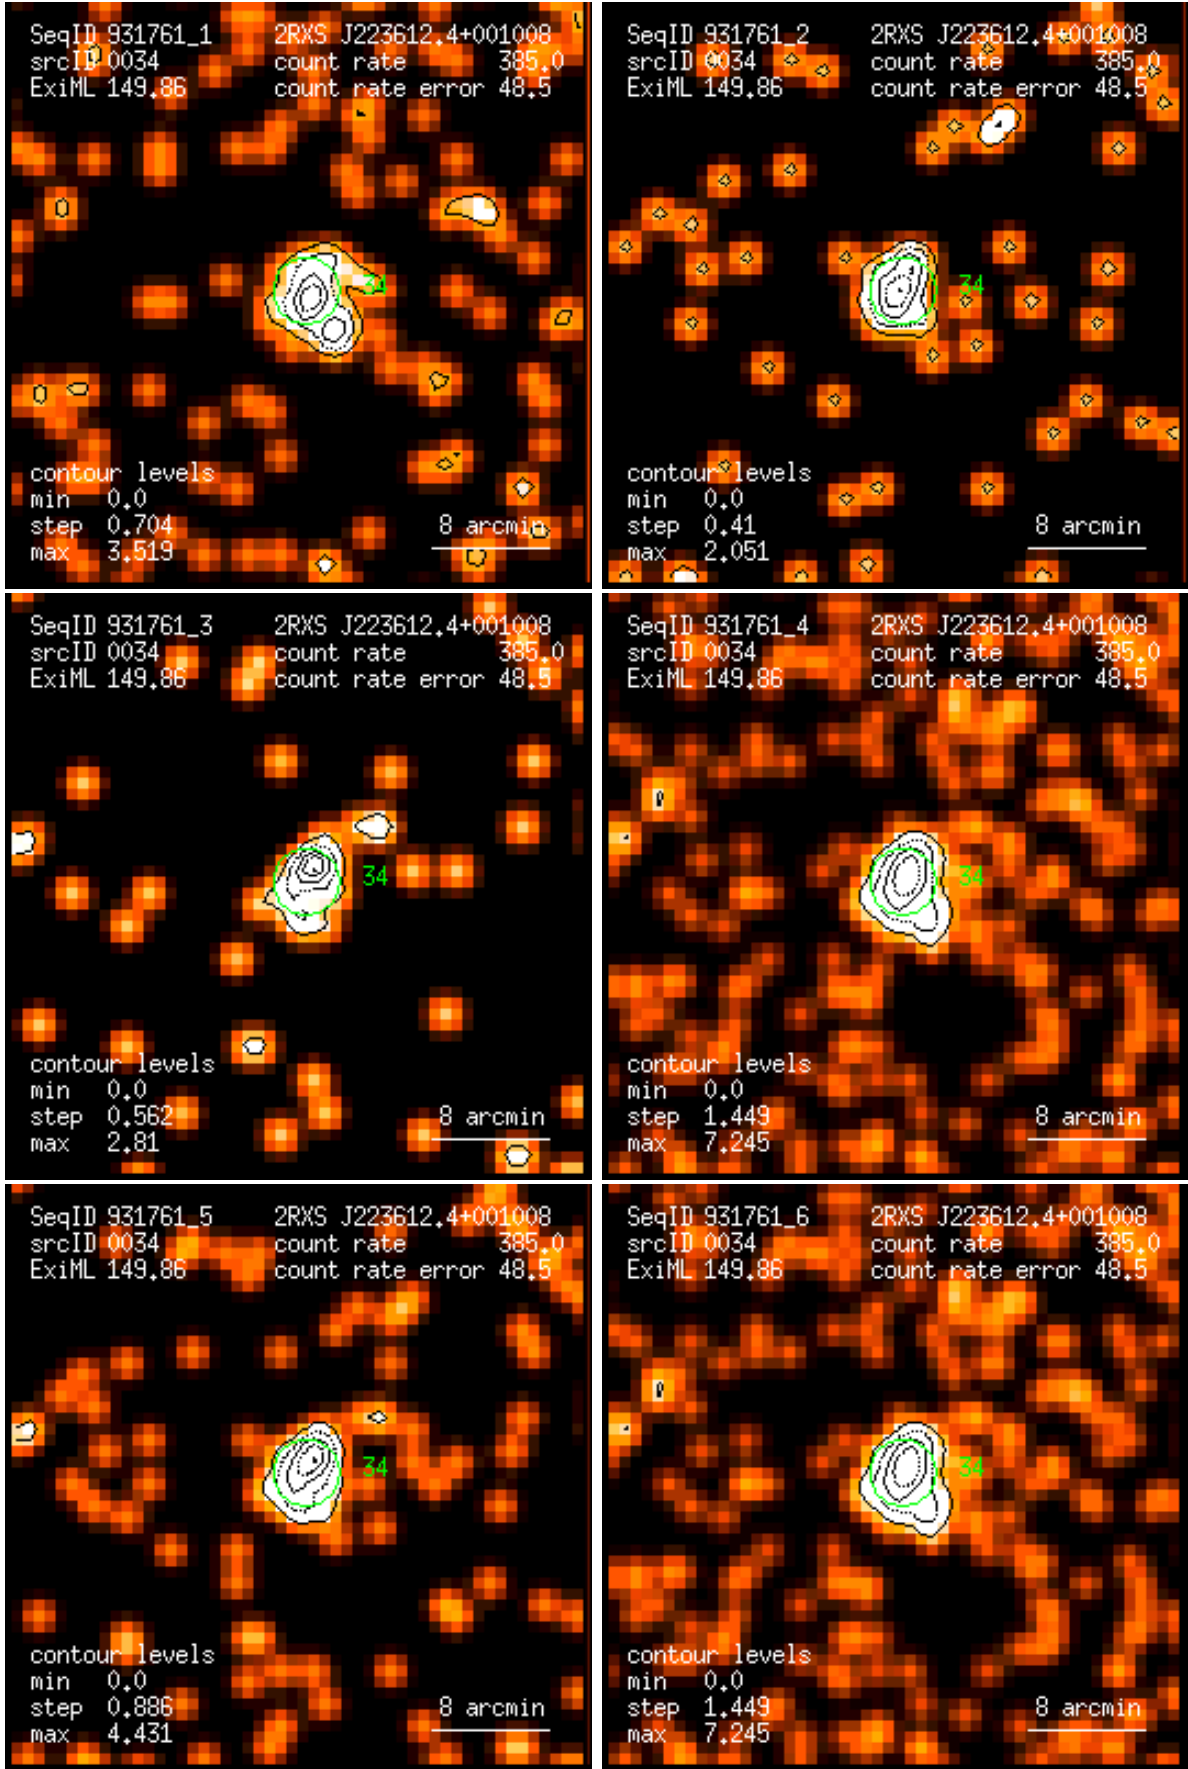 SeqID 931761_1 2RXS J223612.4+001008
srcID 0034 count rate 385.0
ExiML 149.86 count rate error 48.5
34
contour levels
min 0.0
step 0.704 8 arcmin
max 3.519
SeqID 931761_2 2RXS J223612.4+001008
srcID 0034 count rate 385.0
ExiML 149.86 count rate error 48.5
34
contour levels
min 0.0
step 0.41 8 arcmin
max 2.051
SeqID 931761_3 2RXS J223612.4+001008
srcID 0034 count rate 385.0
ExiML 149.86 count rate error 48.5
34
contour levels
min 0.0
step 0.562 8 arcmin
max 2.81
SeqID 931761_4 2RXS J223612.4+001008
srcID 0034 count rate 385.0
ExiML 149.86 count rate error 48.5
34
contour levels
min 0.0
step 1.449 8 arcmin
max 7.245
SeqID 931761_5 2RXS J223612.4+001008
srcID 0034 count rate 385.0
ExiML 149.86 count rate error 48.5
34
contour levels
min 0.0
step 0.886 8 arcmin
max 4.431
SeqID 931761_6 2RXS J223612.4+001008
srcID 0034 count rate 385.0
ExiML 149.86 count rate error 48.5
34
contour levels
min 0.0
step 1.449 8 arcmin
max 7.245